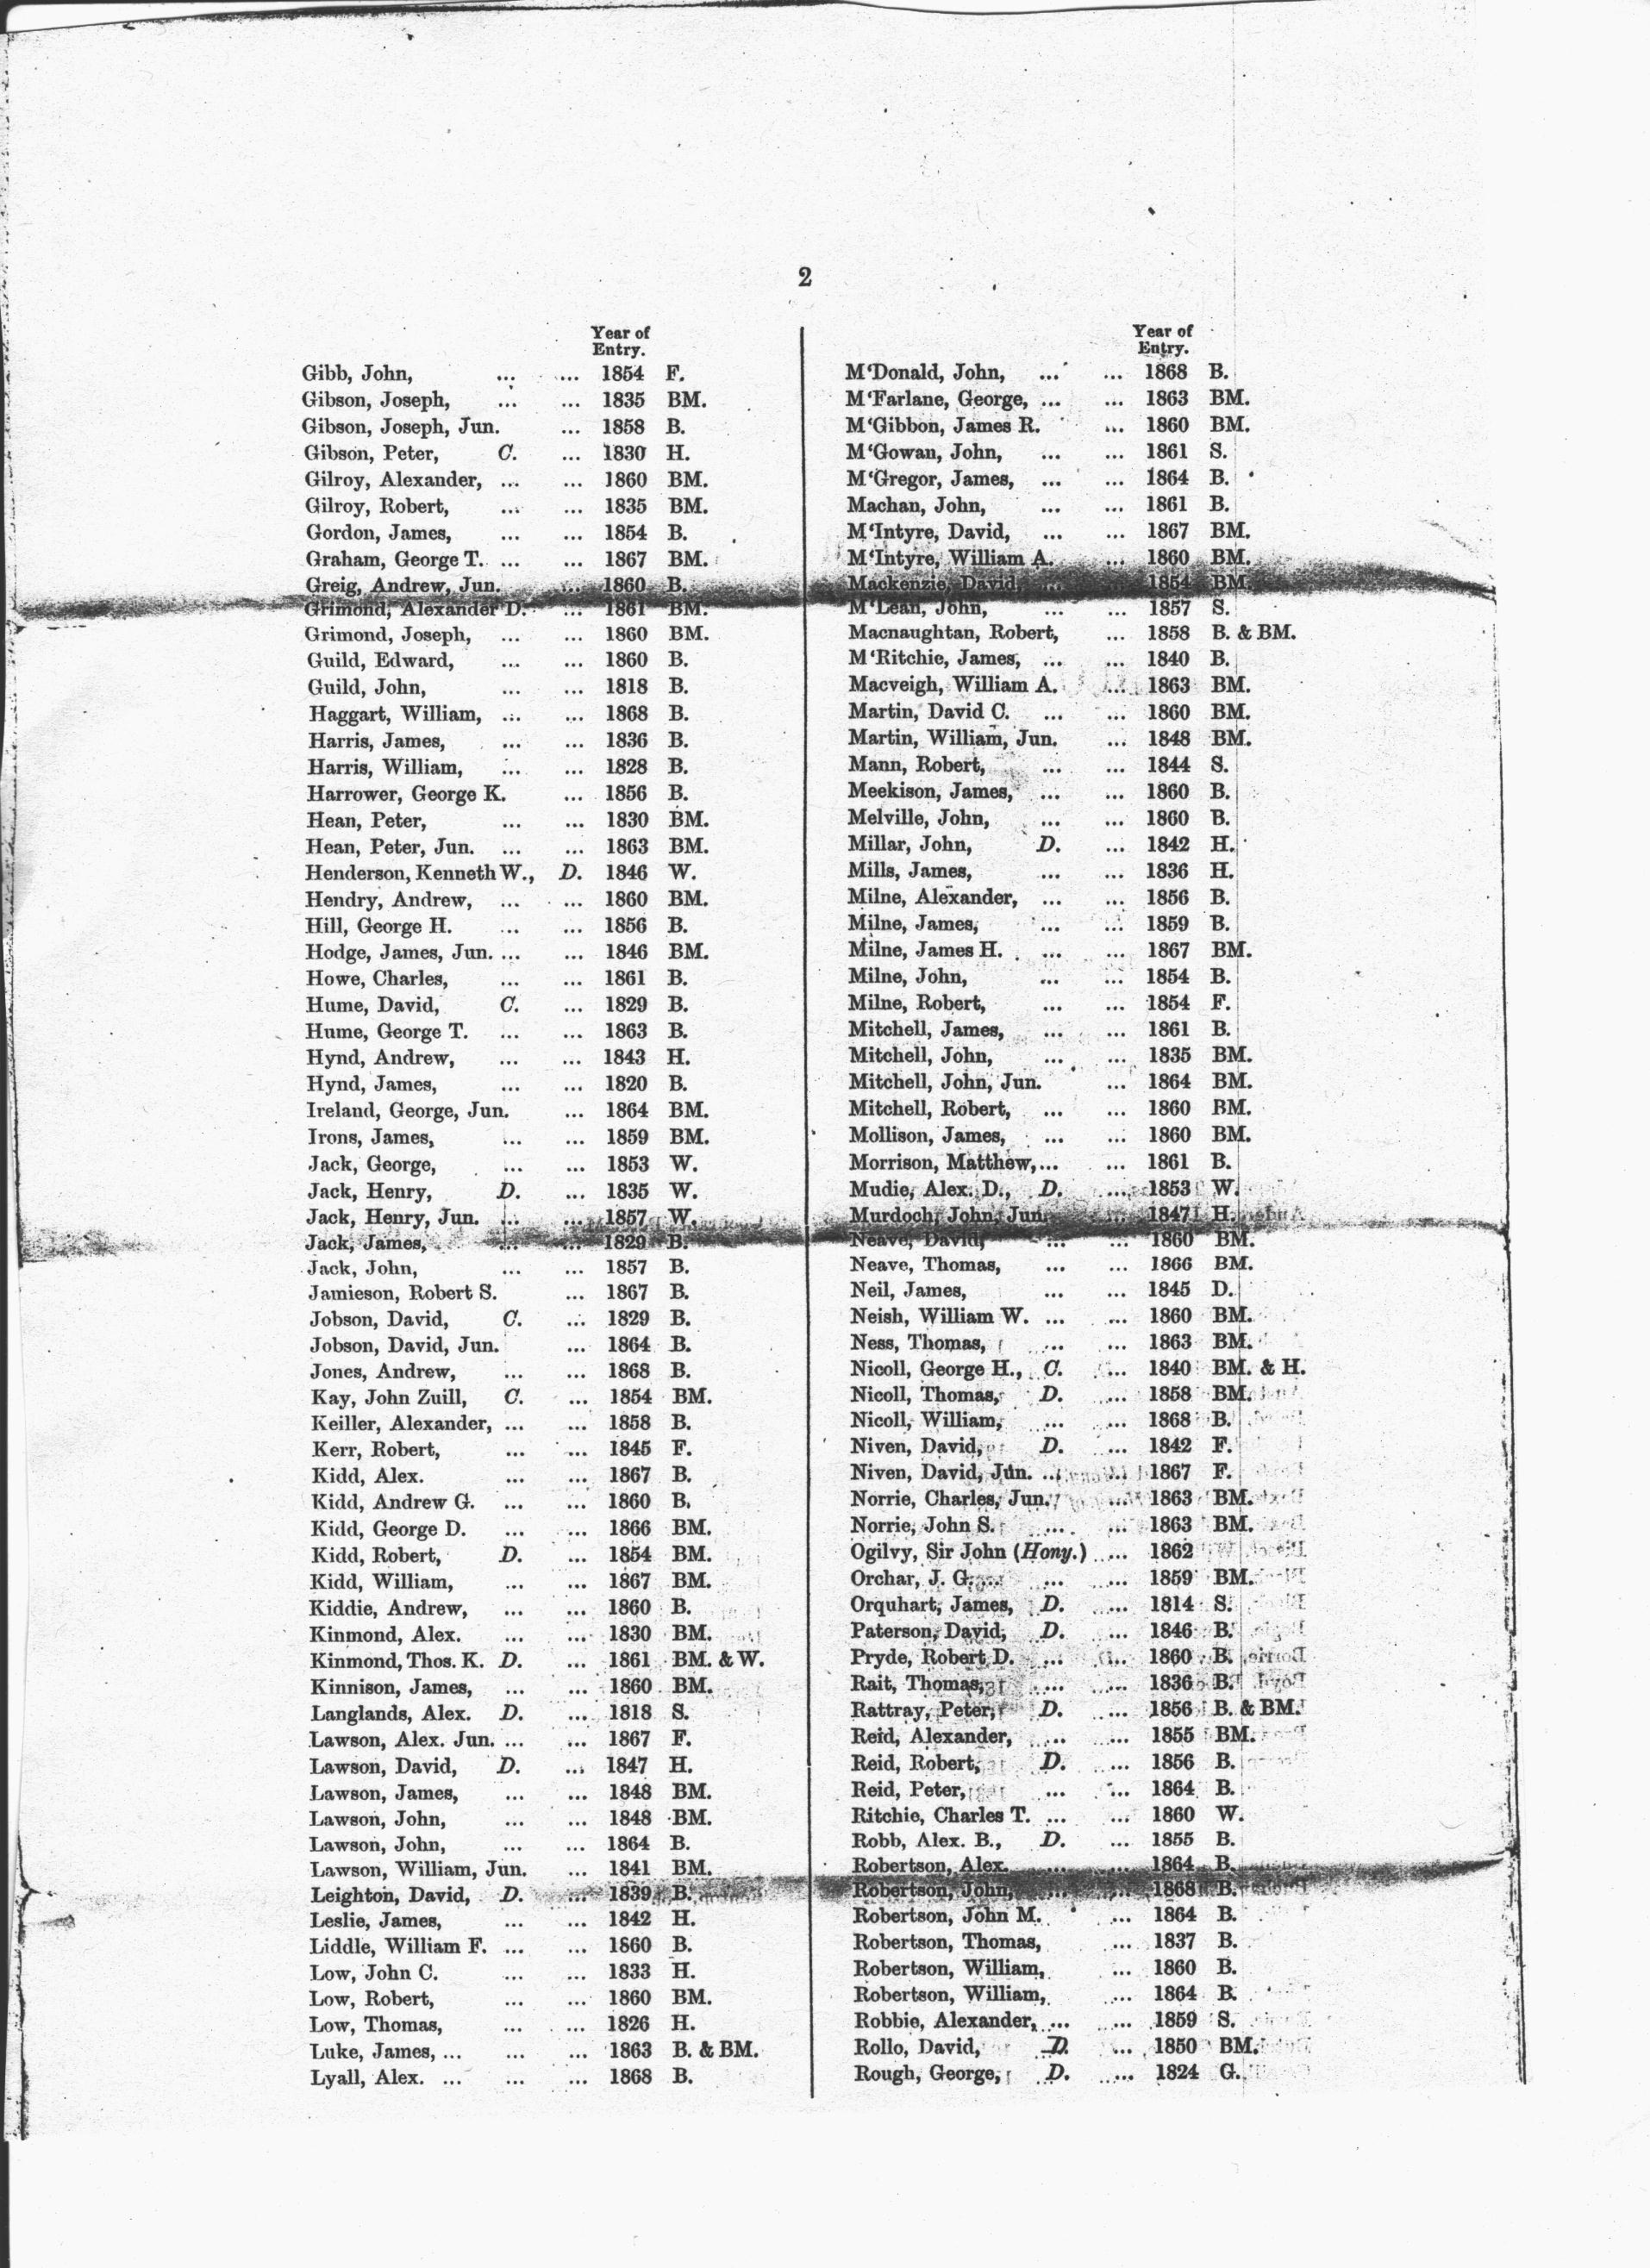 2
Year of
Entry.
Gibb, John, ... ... 1854 F.
Gibson, Joseph, ... ... 1835 BM.
Gibson, Joseph, Jun. ... 1858 B.
Gibson, Peter, C. ... 1830 H.
Gilroy, Alexander, ... ... 1860 BM.
Gilroy, Robert, ... ... 1835 BM.
Gordon, James, ... ... 1854 B.
Graham, George T. ... ... 1867 BM.
Greig, Andrew, Jun. ... 1860 B.
Grimond, Alexander D. ... 1861 BM.
Grimond, Joseph, ... ... 1860 BM.
Guild, Edward, ... ... 1860 B.
Guild, John, ... ... 1818 B.
Haggart, William, ... ... 1868 B.
Harris, James, ... ... 1836 B.
Harris, William, ... ... 1828 B.
Harrower, George K. ... 1856 B.
Hean, Peter, ... ... 1830 BM.
Hean, Peter, Jun. ... ... 1863 BM.
Henderson, Kenneth W., D. 1846 W.
Hendry, Andrew, ... ... 1860 BM.
Hill, George H. ... ... 1856 B.
Hodge, James, Jun. ... ... 1846 BM.
Howe, Charles, ... ... 1861 B.
Hume, David, C. ... 1829 B.
Hume, George T. ... ... 1863 B.
Hynd, Andrew, ... ... 1843 H.
Hynd, James, ... ... 1820 B.
Ireland, George, Jun. ... 1864 BM.
Irons, James, ... ... 1859 BM.
Jack, George, ... ... 1853 W.
Jack, Henry, D. ... 1835 W.
Jack, Henry, Jun. ... ... 1857 W.
Jack, James, ... ... 1829 B.
Jack, John, ... ... 1857 B.
Jamieson, Robert S. ... 1867 B.
Jobson, David, C. ... 1829 B.
Jobson, David, Jun. ... 1864 B.
Jones, Andrew, ... ... 1868 B.
Kay, John Zuill, C. ... 1854 BM.
Keiller, Alexander, ... ... 1858 B.
Kerr, Robert, ... ... 1845 F.
Kidd, Alex. ... ... 1867 B.
Kidd, Andrew G. ... ... 1860 B.
Kidd, George D. ... ... 1866 BM.
Kidd, Robert, D. ... 1854 BM.
Kidd, William, ... ... 1867 BM.
Kiddie, Andrew, ... ... 1860 B.
Kinmond, Alex. ... ... 1830 BM.
Kinmond, Thos. K. D. ... 1861 BM. & W.
Kinnison, James, ... ... 1860 BM.
Langlands, Alex. D. ... 1818 S.
Lawson, Alex. Jun. ... ... 1867 F.
Lawson, David, D. ... 1847 H.
Lawson, James, ... ... 1848 BM.
Lawson, John, ... ... 1848 BM.
Lawson, John, ... ... 1864 B.
Lawson, William, Jun. ... 1841 BM.
Leighton, David, D. ... 1839 B.
Leslie, James, ... ... 1842 H.
Liddle, William F. ... ... 1860 B.
Low, John C. ... ... 1833 H.
Low, Robert, ... ... 1860 BM.
Low, Thomas, ... ... 1826 H.
Luke, James, ... ... ... 1863 B. & BM.
Lyall, Alex. ... ... ... 1868 B.
Year of
Entry.
M‘Donald, John, ... ... 1868 B.
M‘Farlane, George, ... ... 1863 BM.
M‘Gibbon, James R. ... 1860 BM.
M‘Gowan, John, ... ... 1861 S.
M‘Gregor, James, ... ... 1864 B.
Machan, John, ... ... 1861 B.
M‘Intyre, David, ... ... 1867 BM.
M‘Intyre, William A. ... 1860 BM.
Mackenzie, David, ... ... 1854 BM.
M‘Lean, John, ... ... 1857 S.
Macnaughtan, Robert, ... 1858 B. & BM.
M‘Ritchie, James, ... ... 1840 B.
Macveigh, William A. ... 1863 BM.
Martin, David C. ... ... 1860 BM.
Martin, William, Jun. ... 1848 BM.
Mann, Robert, ... ... 1844 S.
Meekison, James, ... ... 1860 B.
Melville, John, ... ... 1860 B.
Millar, John, D. ... 1842 H.
Mills, James, ... ... 1836 H.
Milne, Alexander, ... ... 1856 B.
Milne, James, ... ... 1859 B.
Milne, James H. ... ... 1867 BM.
Milne, John, ... ... 1854 B.
Milne, Robert, ... ... 1854 F.
Mitchell, James, ... ... 1861 B.
Mitchell, John, ... ... 1835 BM.
Mitchell, John, Jun. ... 1864 BM.
Mitchell, Robert, ... ... 1860 BM.
Mollison, James, ... ... 1860 BM.
Morrison, Matthew, ... ... 1861 B.
Mudie, Alex. D., D. ... 1853 W.
Murdoch, John, Jun. ... 1847 H.
Neave, David, ... ... 1860 BM.
Neave, Thomas, ... ... 1866 BM.
Neil, James, ... ... 1845 D.
Neish, William W. ... ... 1860 BM.
Ness, Thomas, ... ... 1863 BM.
Nicoll, George H., C. ... 1840 BM. & H.
Nicoll, Thomas, D. ... 1858 BM.
Nicoll, William, ... ... 1868 B.
Niven, David, D. ... 1842 F.
Niven, David, Jun. ... ... 1867 F.
Norrie, Charles, Jun. ... 1863 BM.
Norrie, John S. ... ... 1863 BM.
Ogilvy, Sir John (Hony.) ... 1862
Orchar, J. G. ... ... ... 1859 BM.
Orquhart, James, D. ... 1814 S.
Paterson, David, D. ... 1846 B.
Pryde, Robert D. ... ... 1860 B.
Rait, Thomas, ... ... 1836 B.
Rattray, Peter, D. ... 1856 B. & BM.
Reid, Alexander, ... ... 1855 BM.
Reid, Robert, D. ... 1856 B.
Reid, Peter, ... ... 1864 B.
Ritchie, Charles T. ... ... 1860 W.
Robb, Alex. B., D. ... 1855 B.
Robertson, Alex. ... ... 1864 B.
Robertson, John, ... ... 1868 B.
Robertson, John M. ... 1864 B.
Robertson, Thomas, ... 1837 B.
Robertson, William, ... 1860 B.
Robertson, William, ... 1864 B.
Robbie, Alexander, ... ... 1859 S.
Rollo, David, D. ... 1850 BM.
Rough, George, D. ... 1824 G.